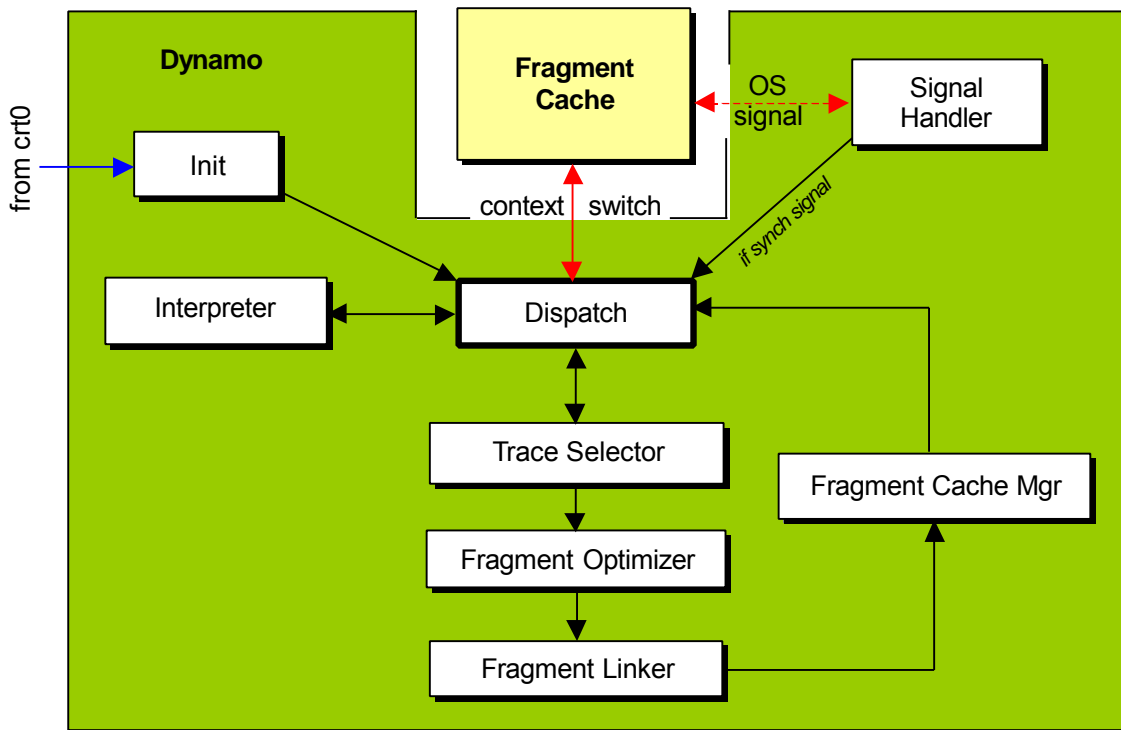 Dynamo
Fragment
Cache
OS
signal
Signal
Handler
from crt0
Init
context switch
if synch signal
Interpreter
Dispatch
Trace Selector
Fragment Cache Mgr
Fragment Optimizer
Fragment Linker